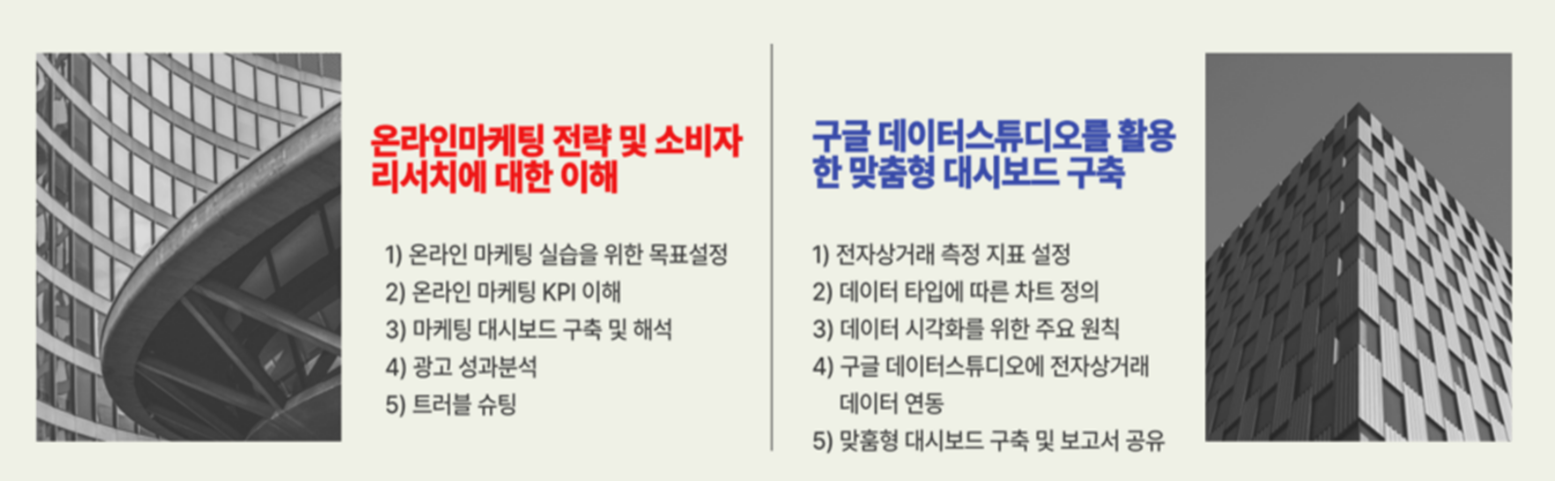 온라인마케팅 전략 및 소비자
리서치에 대한 이해
1) 온라인 마케팅 실습을 위한 목표설정
2) 온라인 마케팅 KPI 이해
3) 마케팅 대시보드 구축 및 해석
4) 광고 성과분석
5) 트러블 슈팅
구글 데이터스튜디오를 활용
한 맞춤형 대시보드 구축
1) 전자상거래 측정 지표 설정
2) 데이터 타입에 따른 차트 정의
3) 데이터 시각화를 위한 주요 원칙
4) 구글 데이터스튜디오에 전자상거래
데이터 연동
5) 맞춤형 대시보드 구축 및 보고서 공유